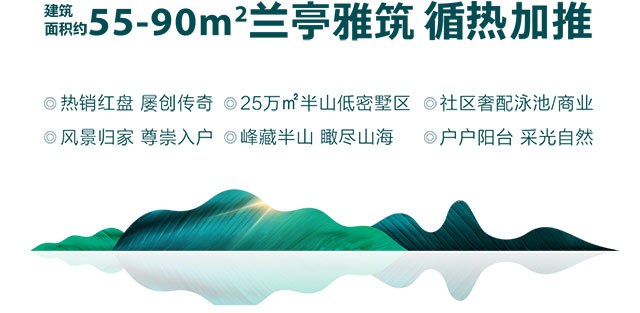 建筑面积约55-90m²兰亭雅筑 循热加推
◎热销红盘 屡创传奇 ◎25万㎡半山低密墅区 ◎社区奢配泳池/商业
◎风景归家 尊崇入户 ◎峰藏半山 瞰尽山海 ◎户户阳台 采光自然